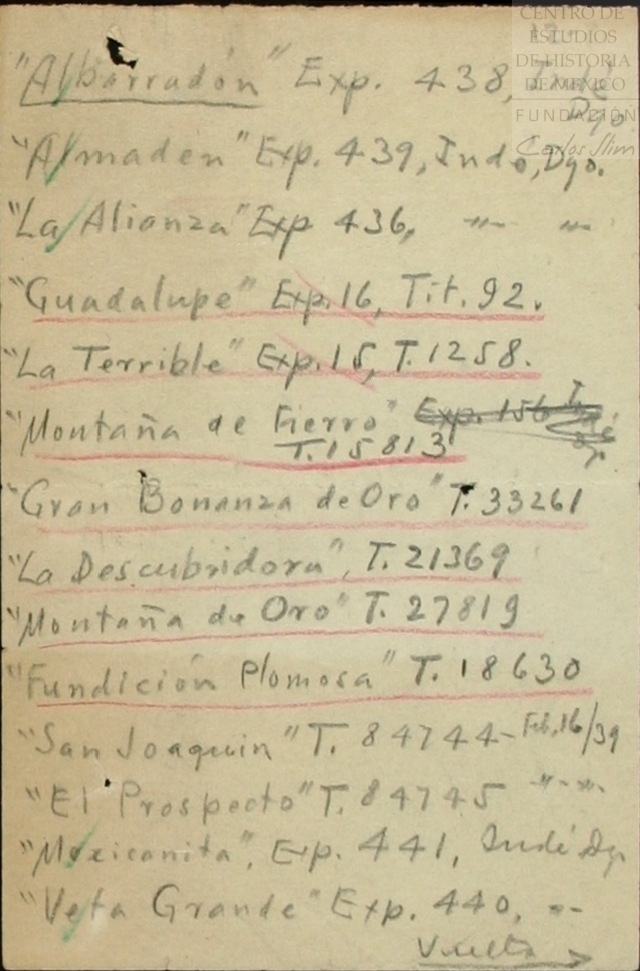 CENTRO DE
ESTUDIOS
DE HISTORIA
DE MEXICO
FUNDACIÓN
Carlos Slim
"Albarradón" Exp. 438, Indé
Dgo
"Almaden" Exp. 439, Inde, Dgo.
"La Alianza" Exp 436, " "
"Guadalupe" Exp. 16, Tit. 92.
"La Terrible" Exp. 15, T. 1258.
"Montaña de Fierro" Exp. 156
T. 15813
"Gran Bonanza de Oro" T. 33261
"La Descubridora", T. 21369
"Montaña de Oro" T. 27819
"Fundición Plomosa" T. 18630
"San Joaquin" T. 84744- Feb, 16/39
"El Prospecto" T. 84745 " - "
"Mexicanita", Exp. 441, Indé Dgo
"Veta Grande" Exp. 440, "
Vuelta